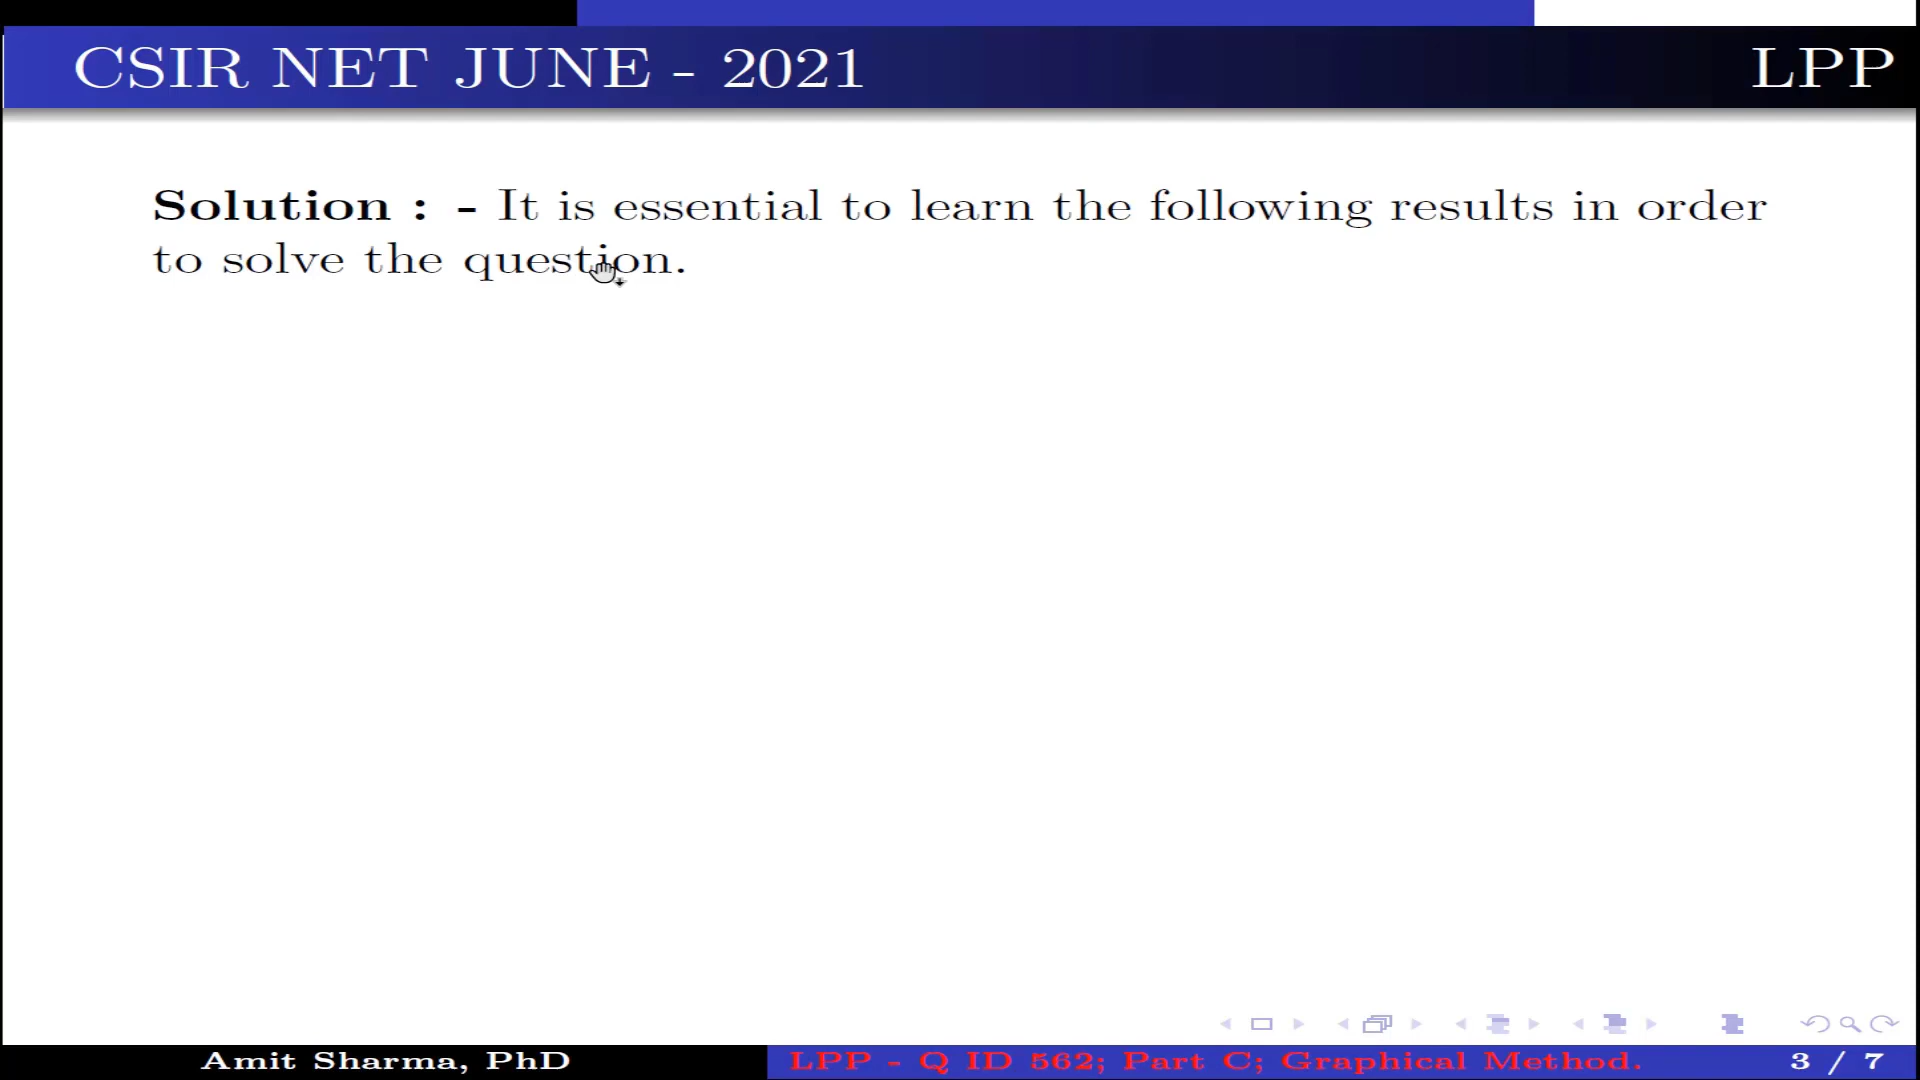 CSIR NET JUNE - 2021 LPP
Solution : - It is essential to learn the following results in order
to solve the question.
Amit Sharma, PhD LPP - Q ID 562; Part C; Graphical Method. 3 / 7